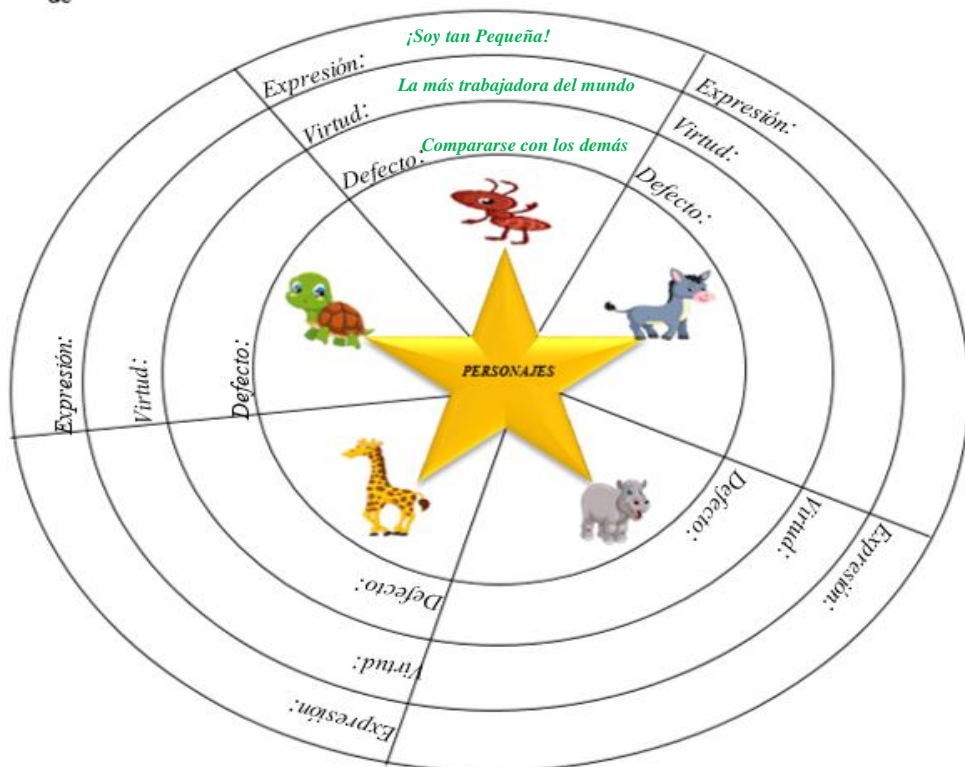 de
Expresión: ¡Soy tan Pequeña!
Virtud: La más trabajadora del mundo
Defecto: Compararse con los demás
Expresión:
Virtud:
Defecto:
PERSONAJES
Expresión:
Virtud:
Defecto:
Defecto:
Virtud:
Expresión:
Defecto:
Virtud:
Expresión: